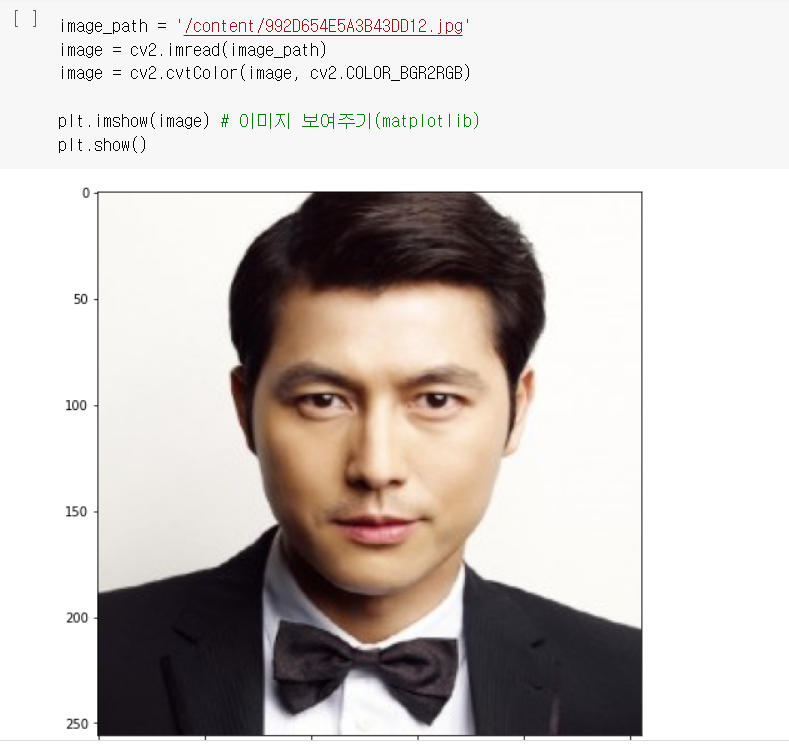 [ ]
image_path = '/content/992D654E5A3B43DD12.jpg'
image = cv2.imread(image_path)
image = cv2.cvtColor(image, cv2.COLOR_BGR2RGB)
plt.imshow(image) # 이미지 보여주기(matplotlib)
plt.show()
0
50
100
150
200
250